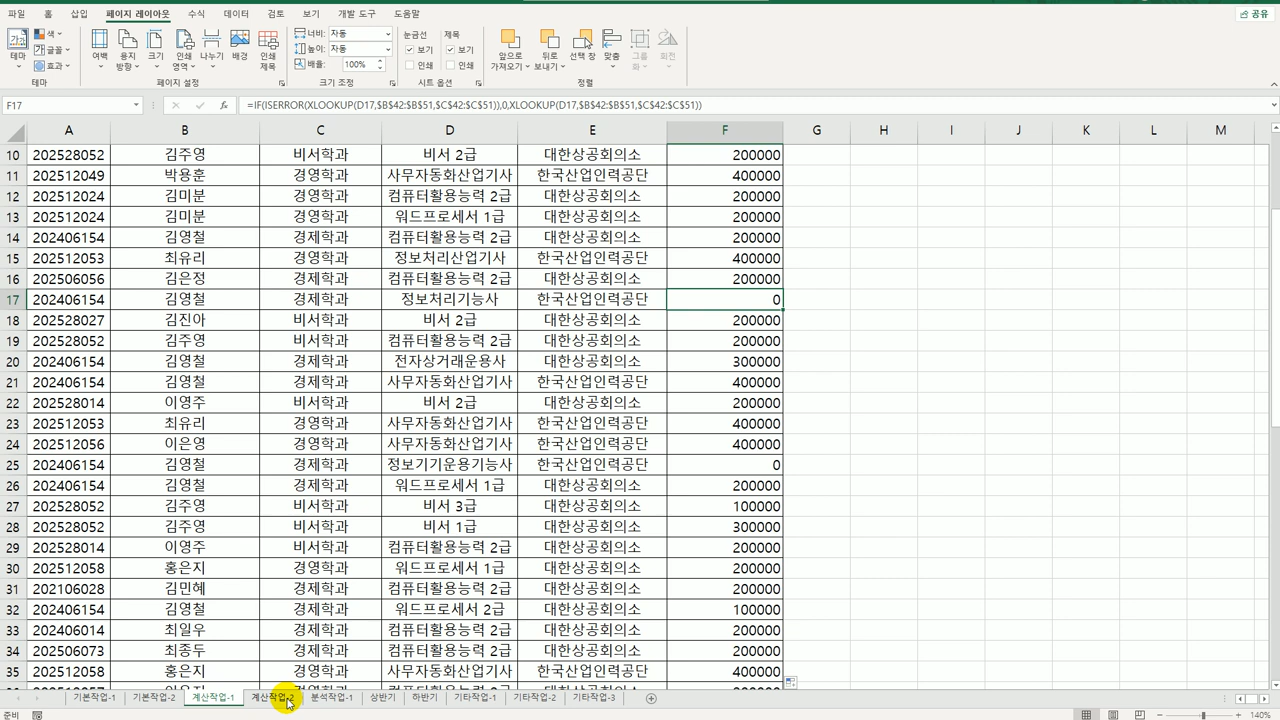 파일 홈 삽입 페이지 레이아웃 수식 데이터 검토 보기 개발 도구 도움말 공유
테마 색 글꼴 효과 여백 용지 방향 크기 인쇄 영역 나누기 배경 인쇄 제목 너비: 자동 높이: 자동 배율: 100% 눈금선 보기 인쇄 제목 보기 인쇄 앞으로 가져오기 뒤로 보내기 선택 창 맞춤 그룹화 회전
테마 페이지 설정 크기 조정 시트 옵션 정렬
F17 fx =IF(ISERROR(XLOOKUP(D17,$B$42:$B$51,$C$42:$C$51)),0,XLOOKUP(D17,$B$42:$B$51,$C$42:$C$51))
A B C D E F G H I J K L M
10 202528052 김주영 비서학과 비서 2급 대한상공회의소 200000
11 202512049 박용훈 경영학과 사무자동화산업기사 한국산업인력공단 400000
12 202512024 김미분 경영학과 컴퓨터활용능력 2급 대한상공회의소 200000
13 202512024 김미분 경영학과 워드프로세서 1급 대한상공회의소 200000
14 202406154 김영철 경제학과 컴퓨터활용능력 2급 대한상공회의소 200000
15 202512053 최유리 경영학과 정보처리산업기사 한국산업인력공단 400000
16 202506056 김은정 경제학과 컴퓨터활용능력 2급 대한상공회의소 200000
17 202406154 김영철 경제학과 정보처리기능사 한국산업인력공단 0
18 202528027 김진아 비서학과 비서 2급 대한상공회의소 200000
19 202528052 김주영 비서학과 컴퓨터활용능력 2급 대한상공회의소 200000
20 202406154 김영철 경제학과 전자상거래운용사 대한상공회의소 300000
21 202406154 김영철 경제학과 사무자동화산업기사 한국산업인력공단 400000
22 202528014 이영주 비서학과 비서 2급 대한상공회의소 200000
23 202512053 최유리 경영학과 사무자동화산업기사 한국산업인력공단 400000
24 202512056 이은영 경영학과 사무자동화산업기사 한국산업인력공단 400000
25 202406154 김영철 경제학과 정보기기운용기능사 한국산업인력공단 0
26 202406154 김영철 경제학과 워드프로세서 1급 대한상공회의소 200000
27 202528052 김주영 비서학과 비서 3급 대한상공회의소 100000
28 202528052 김주영 비서학과 비서 1급 대한상공회의소 300000
29 202528014 이영주 비서학과 컴퓨터활용능력 2급 대한상공회의소 200000
30 202512058 홍은지 경영학과 워드프로세서 1급 대한상공회의소 200000
31 202106028 김민혜 경제학과 컴퓨터활용능력 2급 대한상공회의소 200000
32 202406154 김영철 경제학과 워드프로세서 2급 대한상공회의소 100000
33 202406014 최일우 경제학과 컴퓨터활용능력 2급 대한상공회의소 200000
34 202506073 최종두 경제학과 컴퓨터활용능력 2급 대한상공회의소 200000
35 202512058 홍은지 경영학과 사무자동화산업기사 한국산업인력공단 400000
기본작업-1 기본작업-2 계산작업-1 계산작업-2 분석작업-1 상반기 하반기 기타작업-1 기타작업-2 기타작업-3
준비 140%